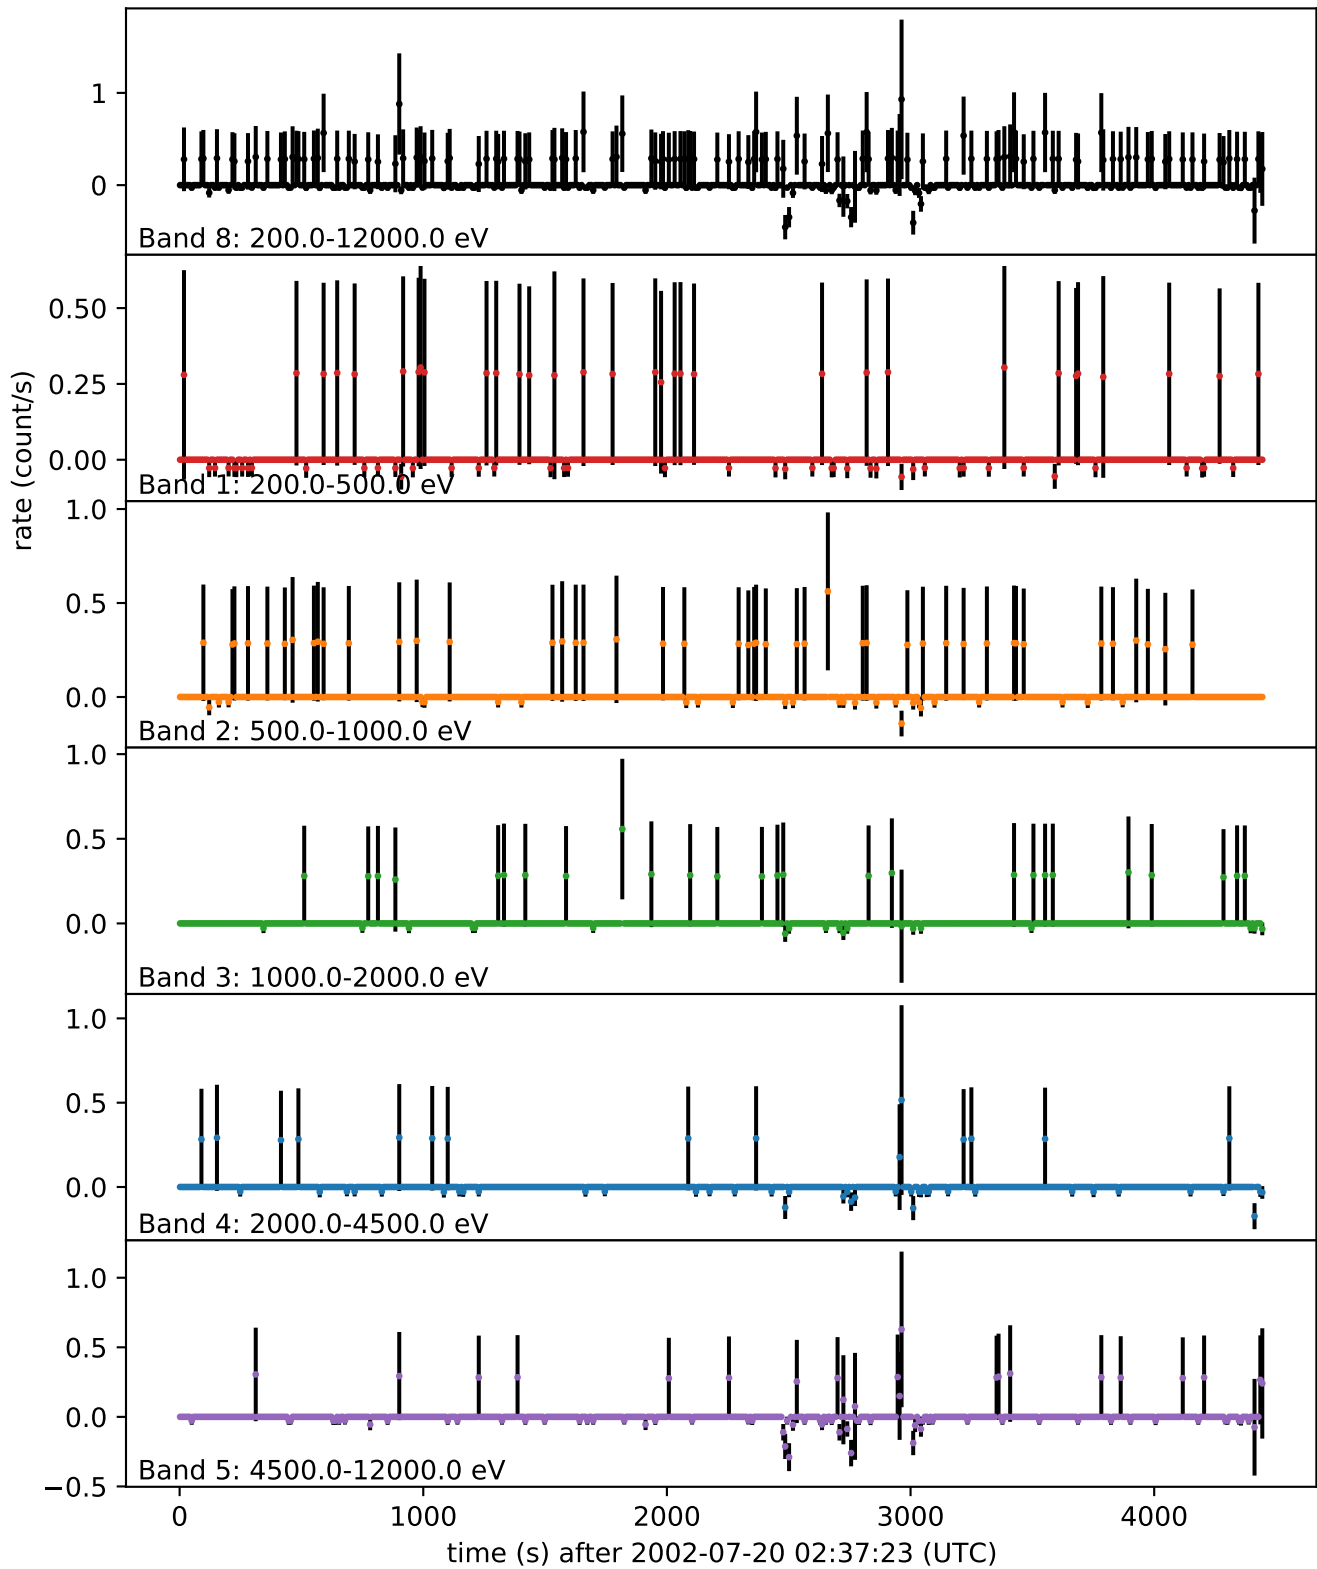 1
0
Band 8: 200.0-12000.0 eV
0.50
0.25
0.00
Band 1: 200.0-500.0 eV
rate (count/s)
1.0
0.5
0.0
Band 2: 500.0-1000.0 eV
1.0
0.5
0.0
Band 3: 1000.0-2000.0 eV
1.0
0.5
0.0
Band 4: 2000.0-4500.0 eV
1.0
0.5
0.0
−0.5
Band 5: 4500.0-12000.0 eV
0 1000 2000 3000 4000
time (s) after 2002-07-20 02:37:23 (UTC)